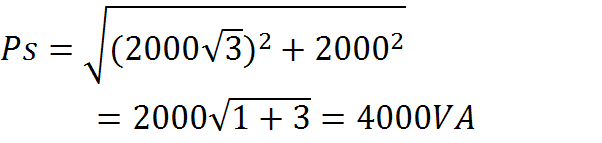 Ps = √((2000√3)² + 2000²)
= 2000√(1 + 3) = 4000VA